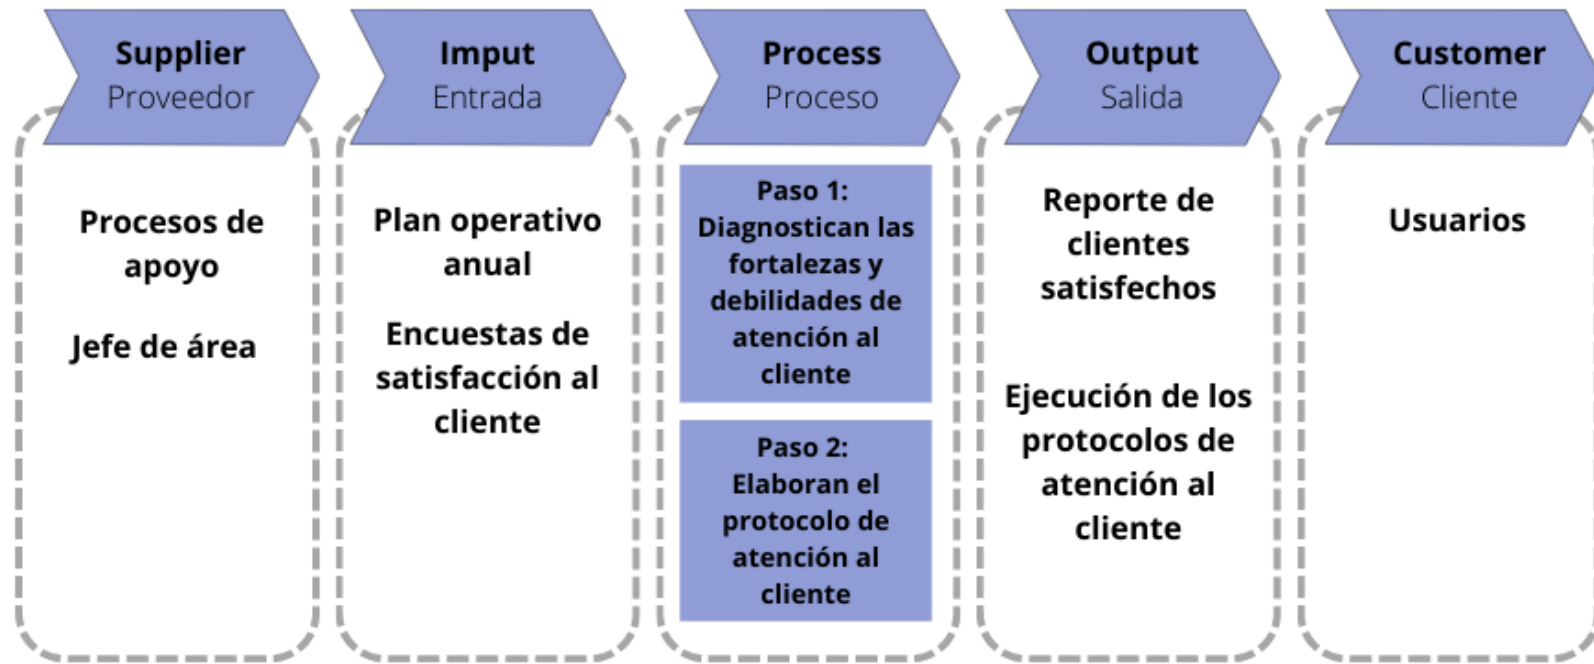 Supplier
Proveedor
Imput
Entrada
Process
Proceso
Output
Salida
Customer
Cliente
Procesos de
apoyo
Jefe de área
Plan operativo
anual
Encuestas de
satisfacción al
cliente
Paso 1:
Diagnostican las
fortalezas y
debilidades de
atención al
cliente
Paso 2:
Elaboran el
protocolo de
atención al
cliente
Reporte de
clientes
satisfechos
Ejecución de los
protocolos de
atención al
cliente
Usuarios